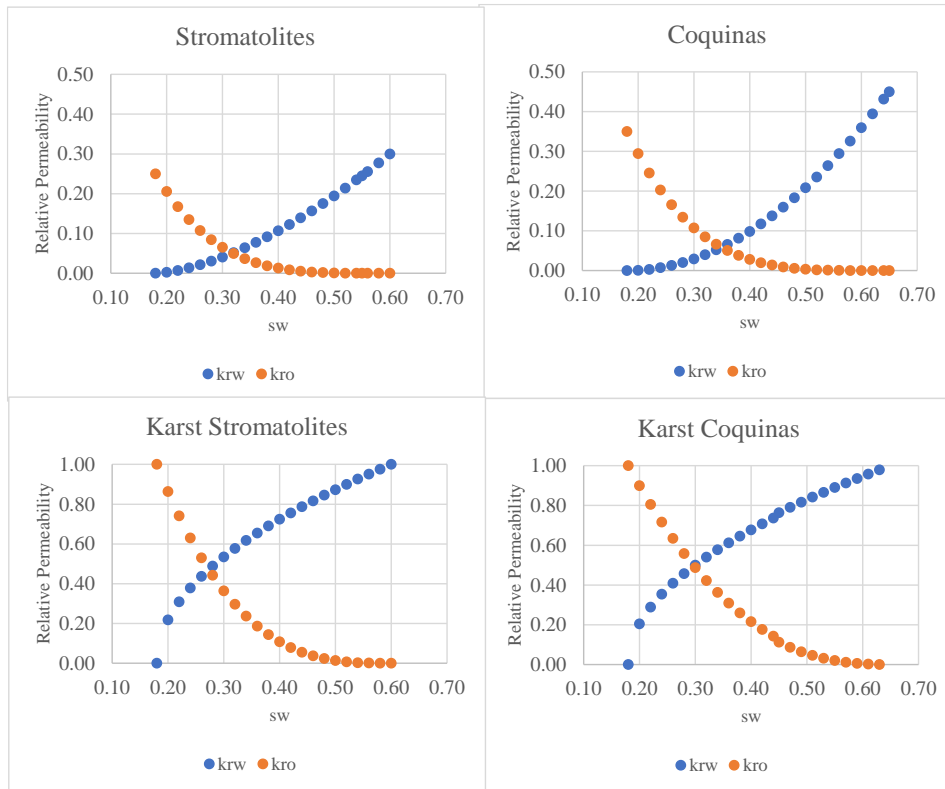 Stromatolites
Relative Permeability
0.50
0.40
0.30
0.20
0.10
0.00
0.10 0.20 0.30 0.40 0.50 0.60 0.70
sw
krw kro
Coquinas
Relative Permeability
0.50
0.40
0.30
0.20
0.10
0.00
0.10 0.20 0.30 0.40 0.50 0.60 0.70
sw
krw kro
Karst Stromatolites
Relative Permeability
1.00
0.80
0.60
0.40
0.20
0.00
0.10 0.20 0.30 0.40 0.50 0.60 0.70
sw
krw kro
Karst Coquinas
Relative Permeability
1.00
0.80
0.60
0.40
0.20
0.00
0.10 0.20 0.30 0.40 0.50 0.60 0.70
sw
krw kro